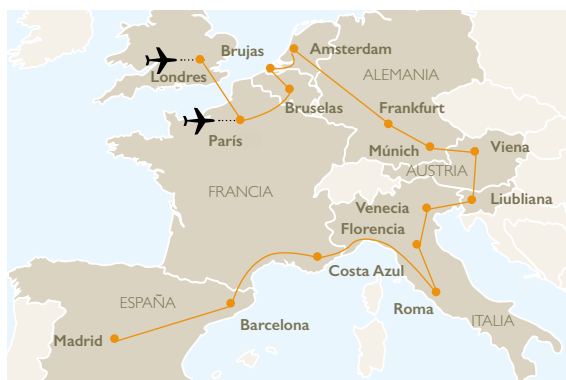 Brujas
Amsterdam
Londres
ALEMANIA
Bruselas
Frankfurt
París
Múnich
Viena
AUSTRIA
FRANCIA
Liubliana
Venecia
Florencia
Costa Azul
ESPAÑA
Roma
Barcelona
ITALIA
Madrid